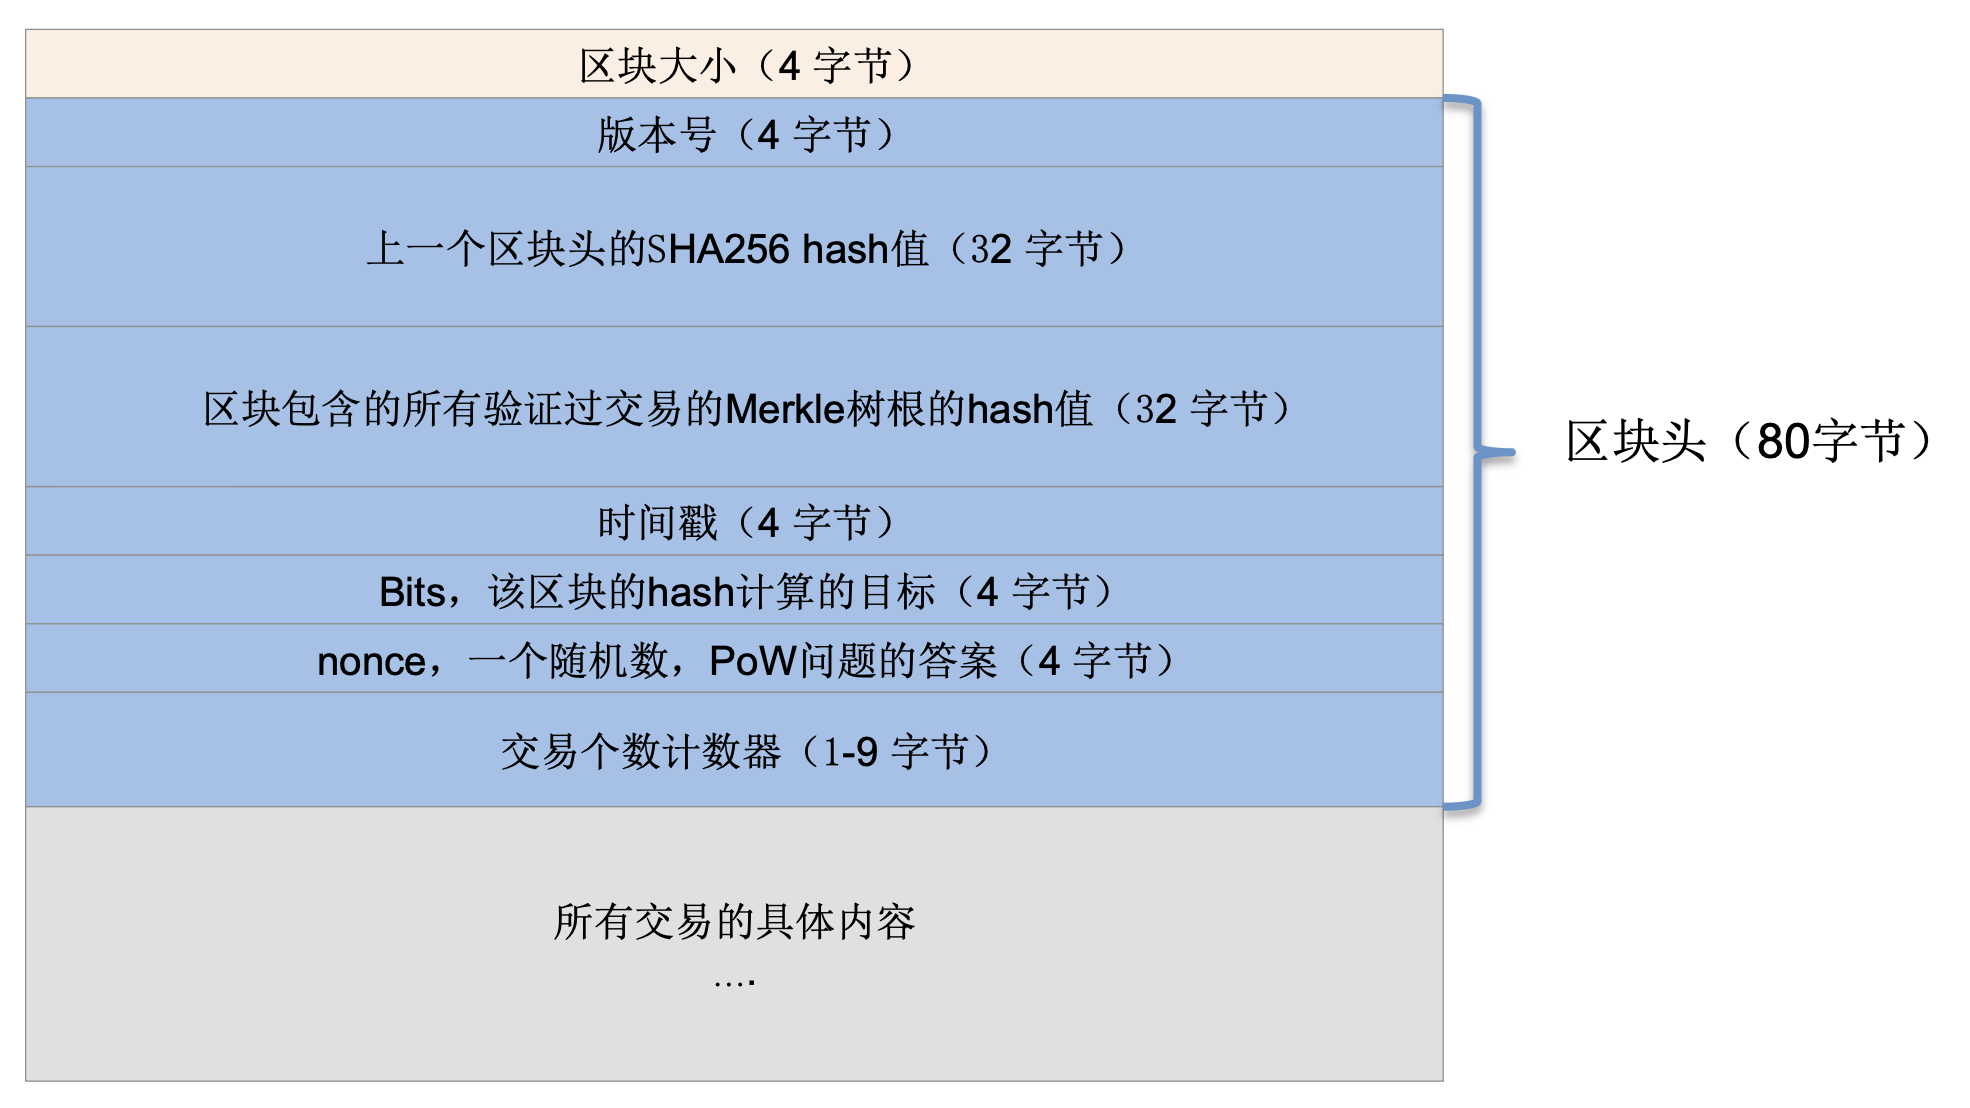 区块大小（4 字节）
版本号（4 字节）
上一个区块头的SHA256 hash值（32 字节）
区块包含的所有验证过交易的Merkle树根的hash值（32 字节）
区块头（80字节）
时间戳（4 字节）
Bits，该区块的hash计算的目标（4 字节）
nonce，一个随机数，PoW问题的答案（4 字节）
交易个数计数器（1-9 字节）
所有交易的具体内容
....